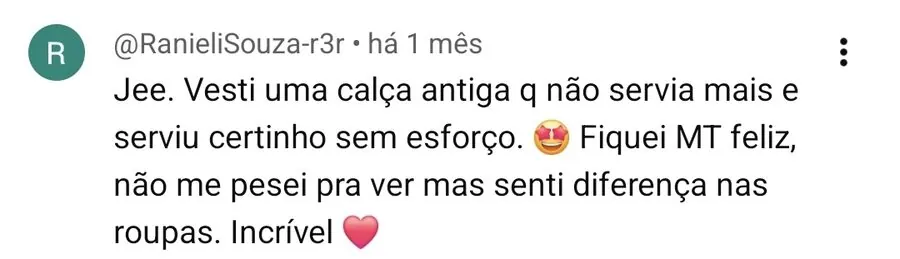 R
@RanieliSouza-r3r • há 1 mês
Jee. Vesti uma calça antiga q não servia mais e
serviu certinho sem esforço. 🤩 Fiquei MT feliz,
não me pesei pra ver mas senti diferença nas
roupas. Incrível ❤️